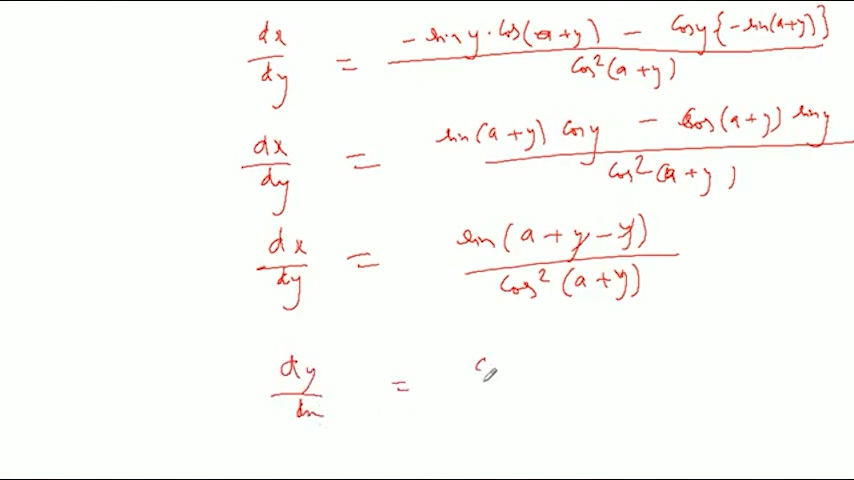 dx/dy = - sin y · cos(a+y) - cos y {- sin(a+y)} / cos²(a+y)
dx/dy = sin(a+y) cos y - cos(a+y) sin y / cos²(a+y)
dx/dy = sin(a+y-y) / cos²(a+y)
dy/dx = c